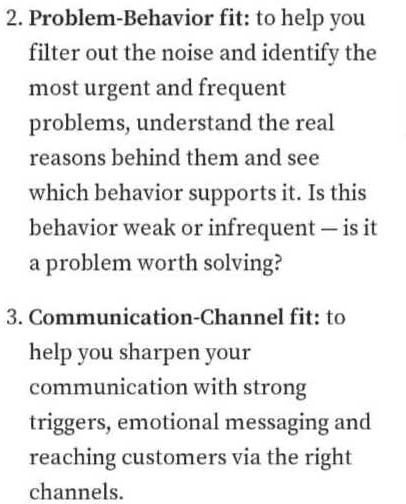 2. Problem-Behavior fit: to help you
filter out the noise and identify the
most urgent and frequent
problems, understand the real
reasons behind them and see
which behavior supports it. Is this
behavior weak or infrequent — is it
a problem worth solving?
3. Communication-Channel fit: to
help you sharpen your
communication with strong
triggers, emotional messaging and
reaching customers via the right
channels.